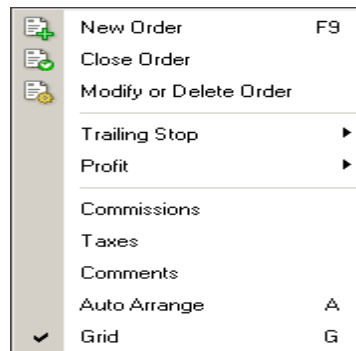 New Order F9
Close Order
Modify or Delete Order
Trailing Stop
Profit
Commissions
Taxes
Comments
Auto Arrange A
Grid G